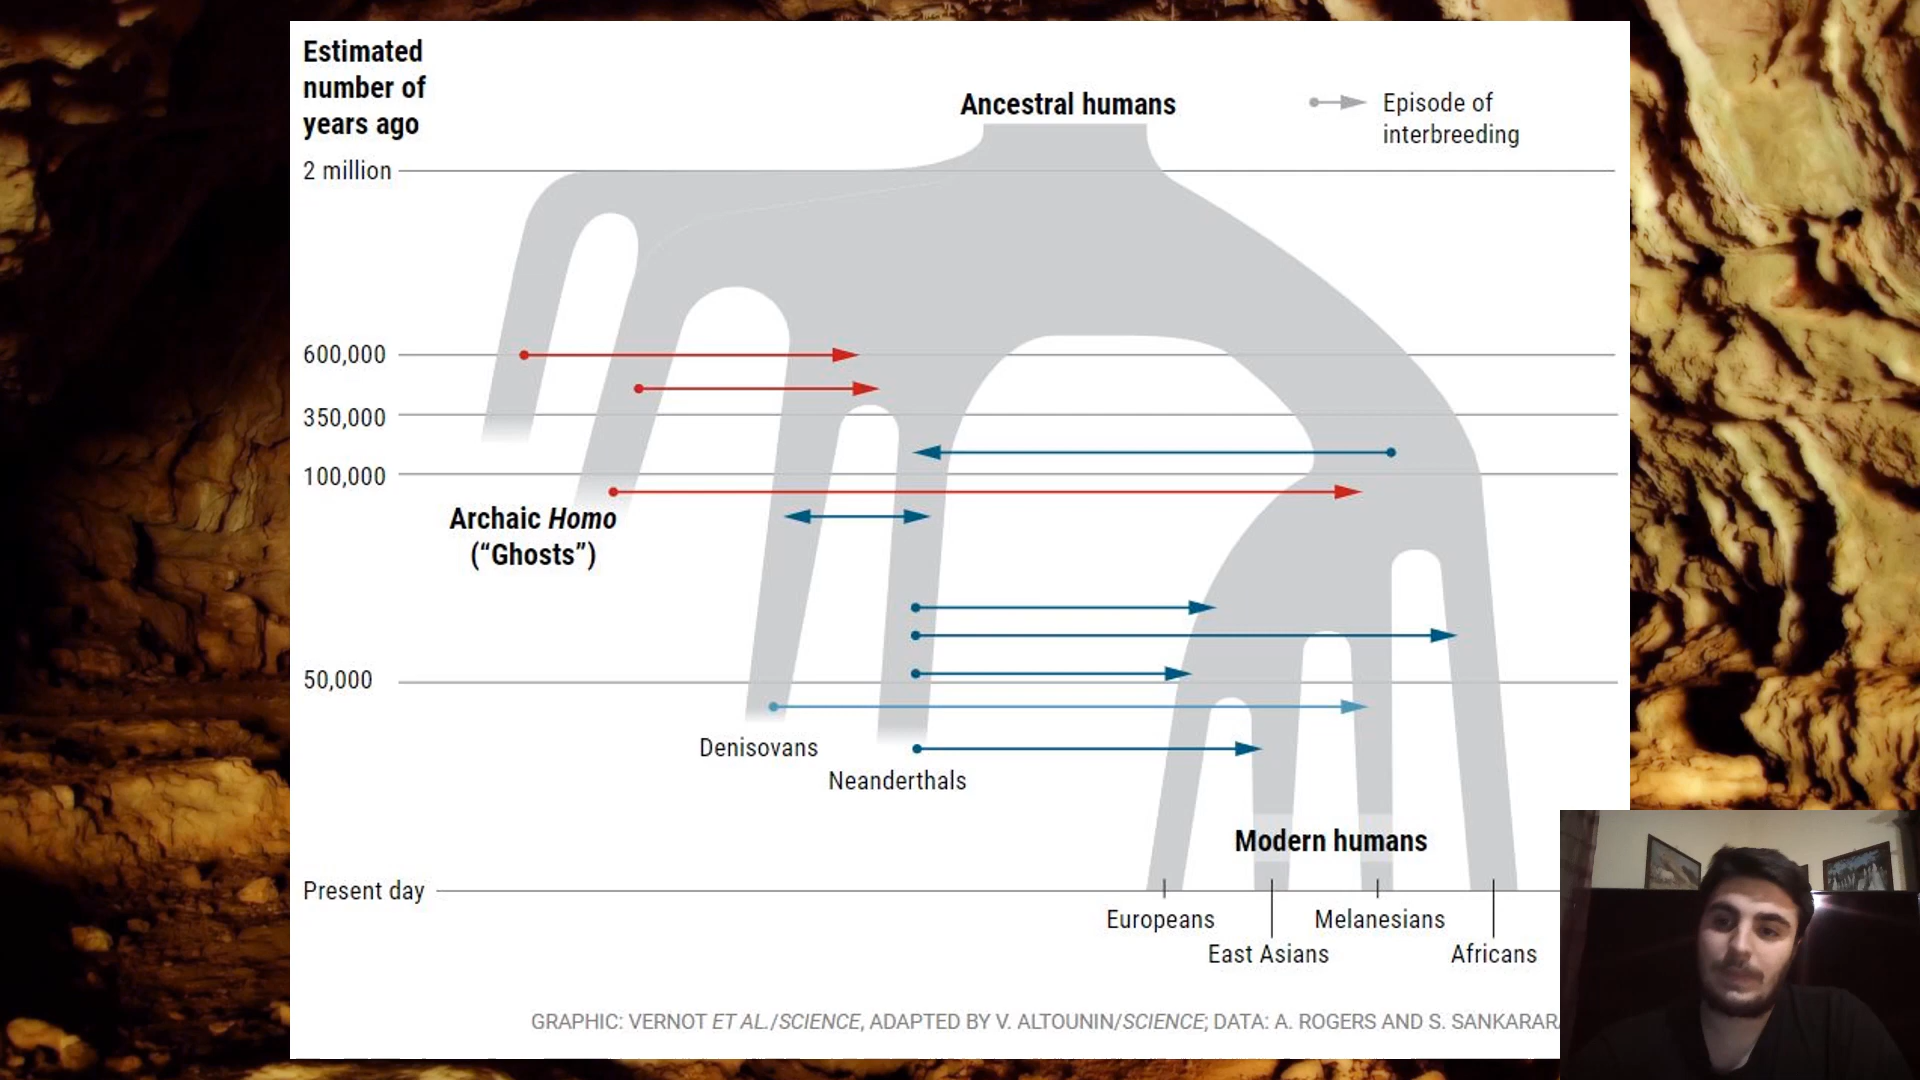 Estimated
number of
years ago
Ancestral humans
Episode of
interbreeding
2 million
600,000
350,000
100,000
Archaic Homo
(“Ghosts”)
50,000
Denisovans
Neanderthals
Modern humans
Present day
Europeans
Melanesians
East Asians
Africans
GRAPHIC: VERNOT ET AL./SCIENCE, ADAPTED BY V. ALTOUNIN/SCIENCE; DATA: A. ROGERS AND S.